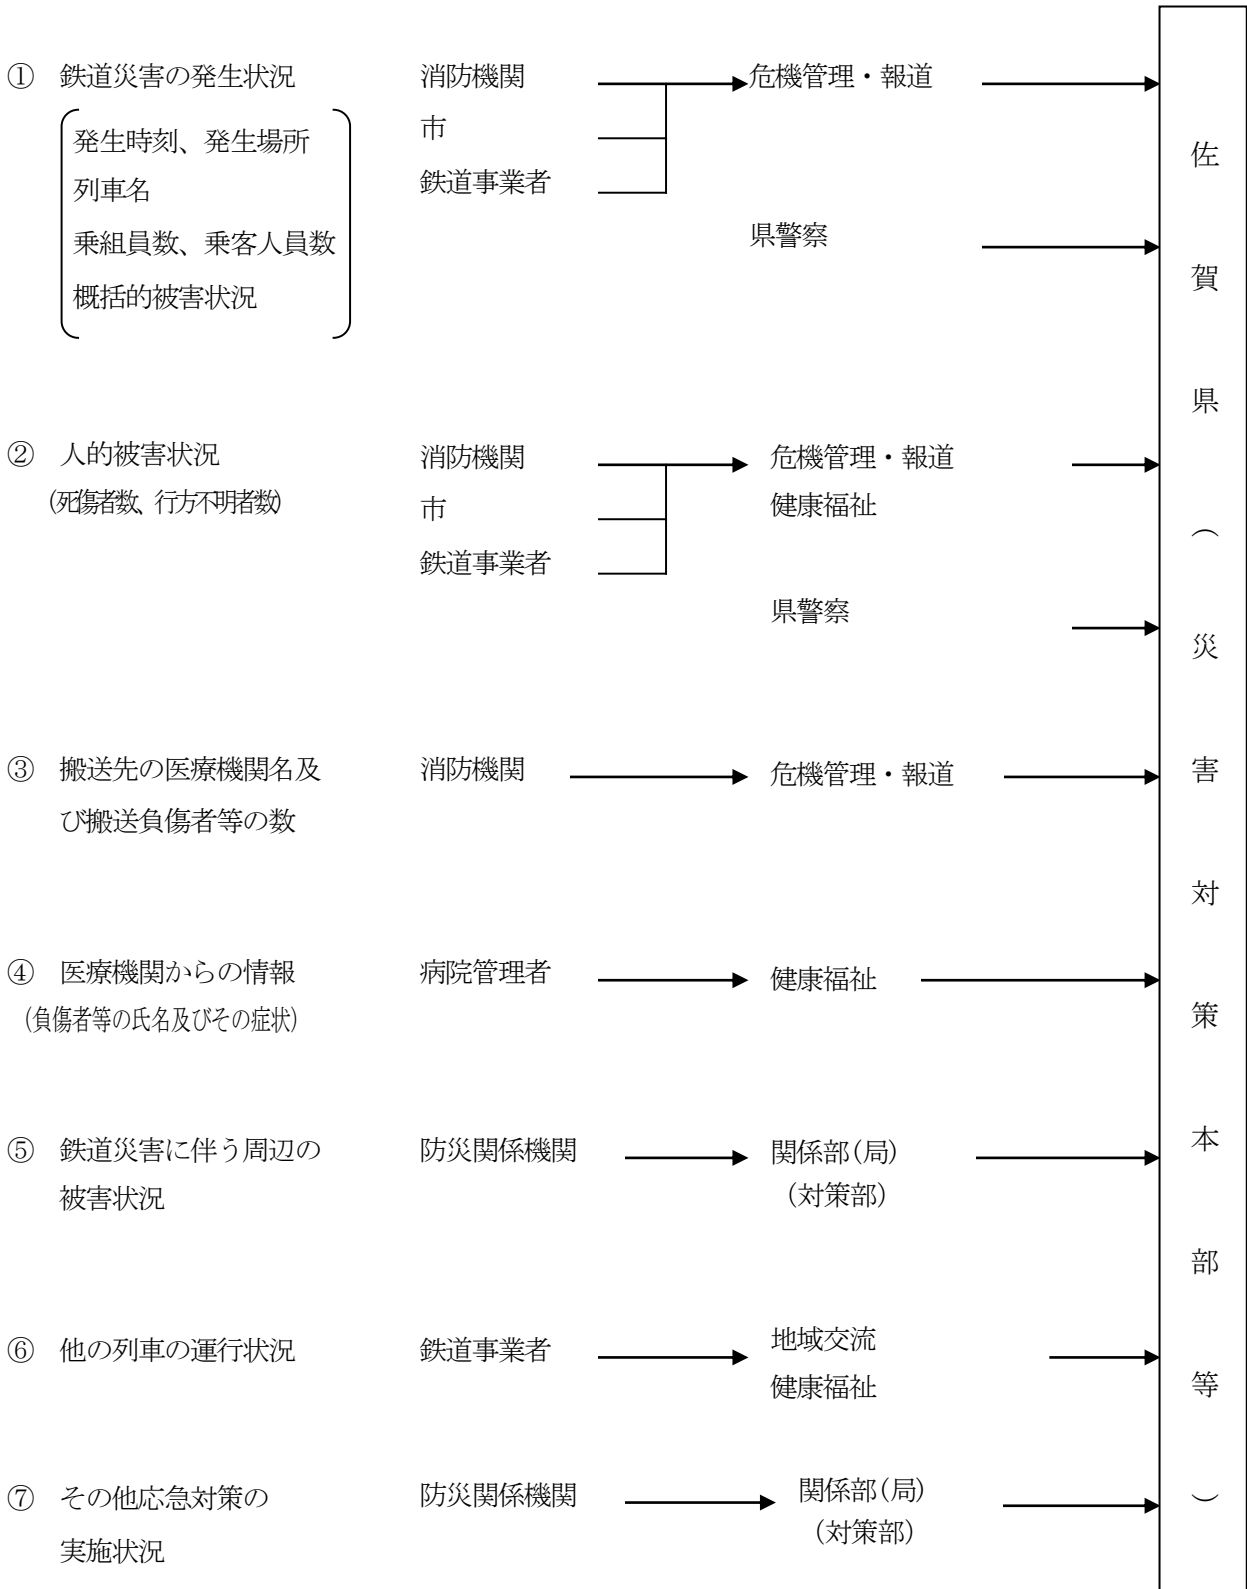 ① 鉄道災害の発生状況 消防機関 危機管理・報道
発生時刻、発生場所 市
列車名 鉄道事業者
乗組員数、乗客人員数 県警察
概括的被害状況
② 人的被害状況 消防機関 危機管理・報道
(死傷者数、行方不明者数) 市 健康福祉
鉄道事業者
県警察
③ 搬送先の医療機関名及 消防機関 危機管理・報道
び搬送負傷者等の数
④ 医療機関からの情報 病院管理者 健康福祉
(負傷者等の氏名及びその症状)
⑤ 鉄道災害に伴う周辺の 防災関係機関 関係部(局)
被害状況 (対策部)
⑥ 他の列車の運行状況 鉄道事業者 地域交流
健康福祉
⑦ その他応急対策の 防災関係機関 関係部(局)
実施状況 (対策部)
佐賀県(災害対策本部等)